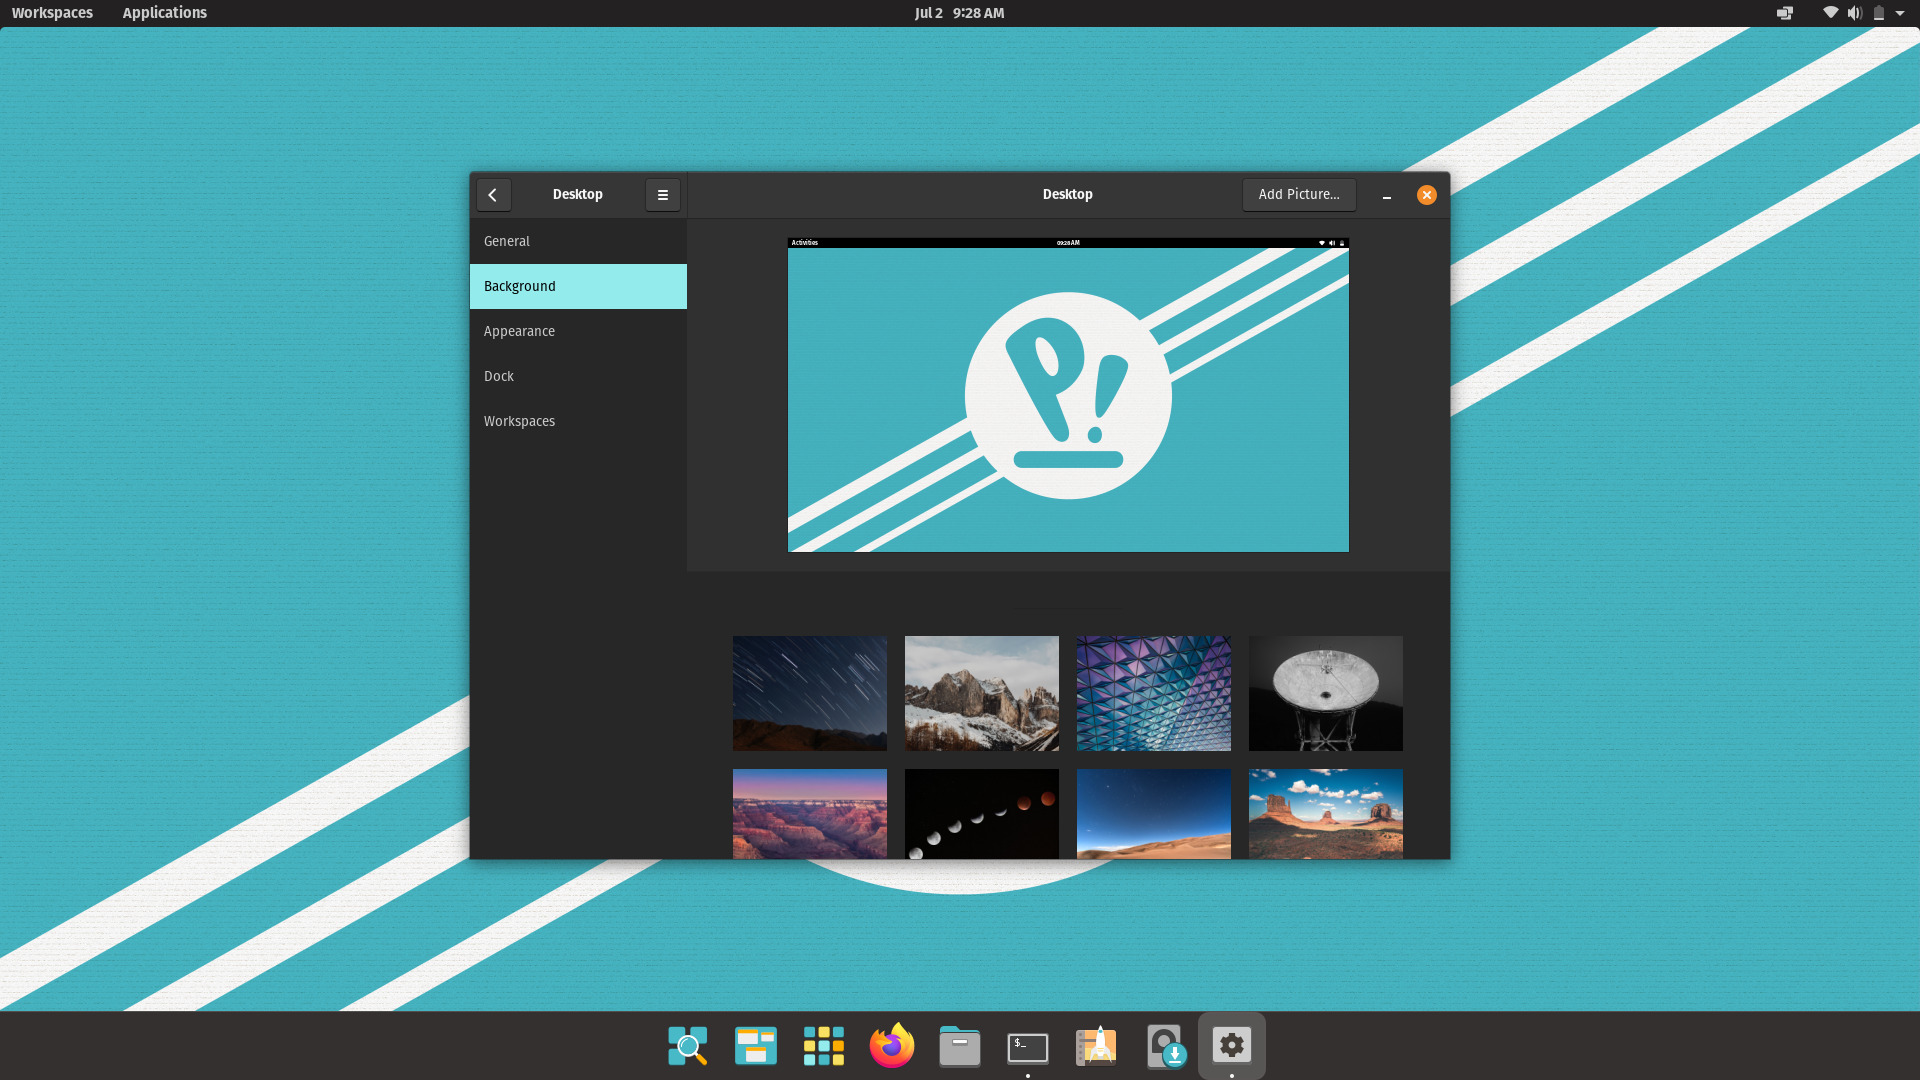 Workspaces Applications Jul 2 9:28 AM
Desktop Desktop Add Picture...
General
Background
Appearance
Dock
Workspaces
Activities 09:28 AM
P!
$_